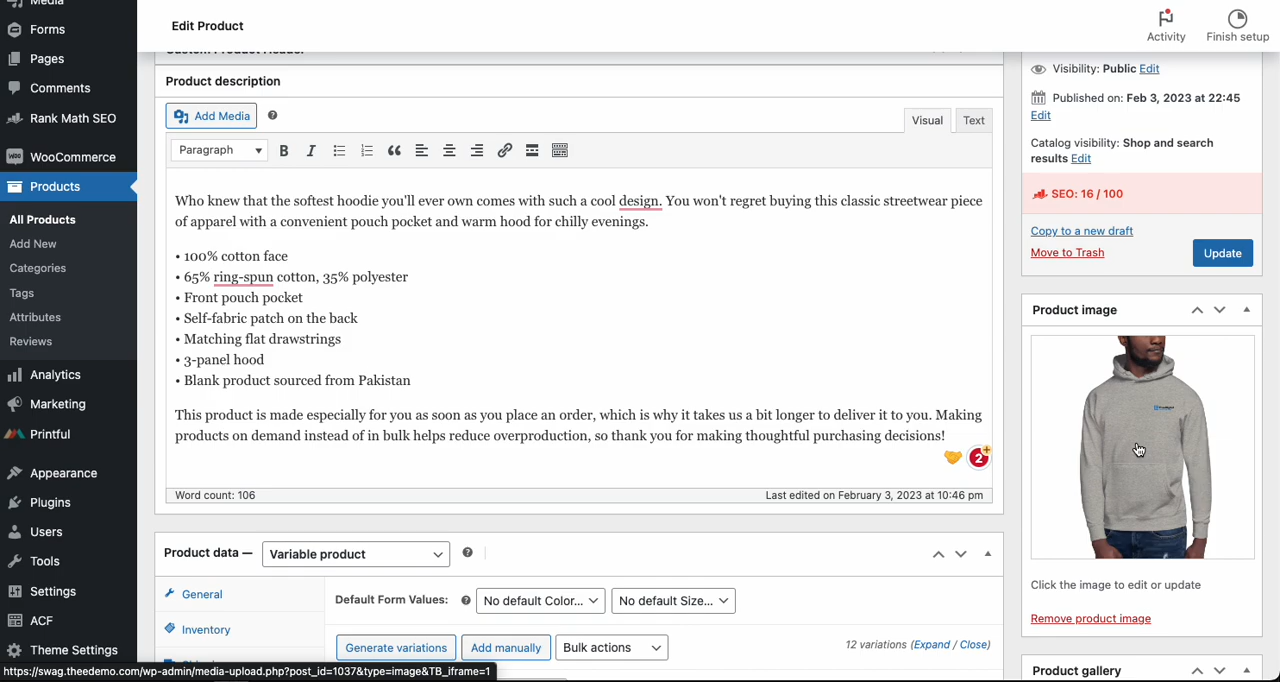 Media
Forms
Pages
Comments
Rank Math SEO
WooCommerce
Products
All Products
Add New
Categories
Tags
Attributes
Reviews
Analytics
Marketing
Printful
Appearance
Plugins
Users
Tools
Settings
ACF
Theme Settings
https://swag.theedemo.com/wp-admin/media-upload.php?post_id=1037&type=image&TB_iframe=1
Edit Product
Activity
Finish setup
Custom Product Header
Product description
Add Media
Visual
Text
Paragraph
Who knew that the softest hoodie you'll ever own comes with such a cool design. You won't regret buying this classic streetwear piece
of apparel with a convenient pouch pocket and warm hood for chilly evenings.
• 100% cotton face
• 65% ring-spun cotton, 35% polyester
• Front pouch pocket
• Self-fabric patch on the back
• Matching flat drawstrings
• 3-panel hood
• Blank product sourced from Pakistan
This product is made especially for you as soon as you place an order, which is why it takes us a bit longer to deliver it to you. Making
products on demand instead of in bulk helps reduce overproduction, so thank you for making thoughtful purchasing decisions!
2
Word count: 106
Last edited on February 3, 2023 at 10:46 pm
Product data —
Variable product
General
Inventory
Default Form Values:
No default Color...
No default Size...
Generate variations
Add manually
Bulk actions
12 variations (Expand / Close)
Visibility: Public Edit
Published on: Feb 3, 2023 at 22:45
Edit
Catalog visibility: Shop and search
results Edit
SEO: 16 / 100
Copy to a new draft
Move to Trash
Update
Product image
Click the image to edit or update
Remove product image
Product gallery